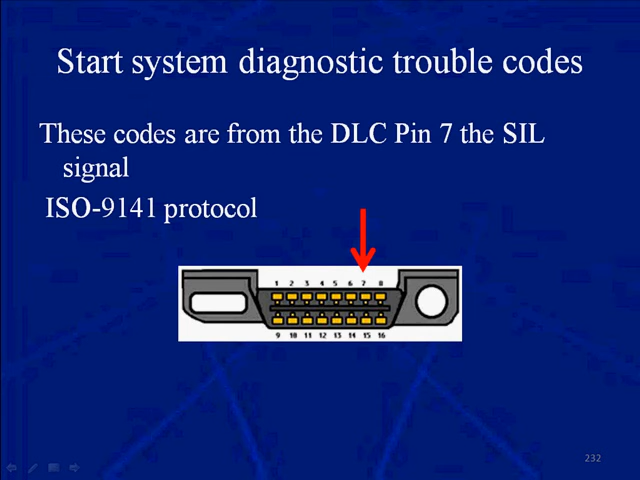 Start system diagnostic trouble codes
These codes are from the DLC Pin 7 the SIL
signal
ISO-9141 protocol
1 2 3 4 5 6 7 8
9 10 11 12 13 14 15 16
232